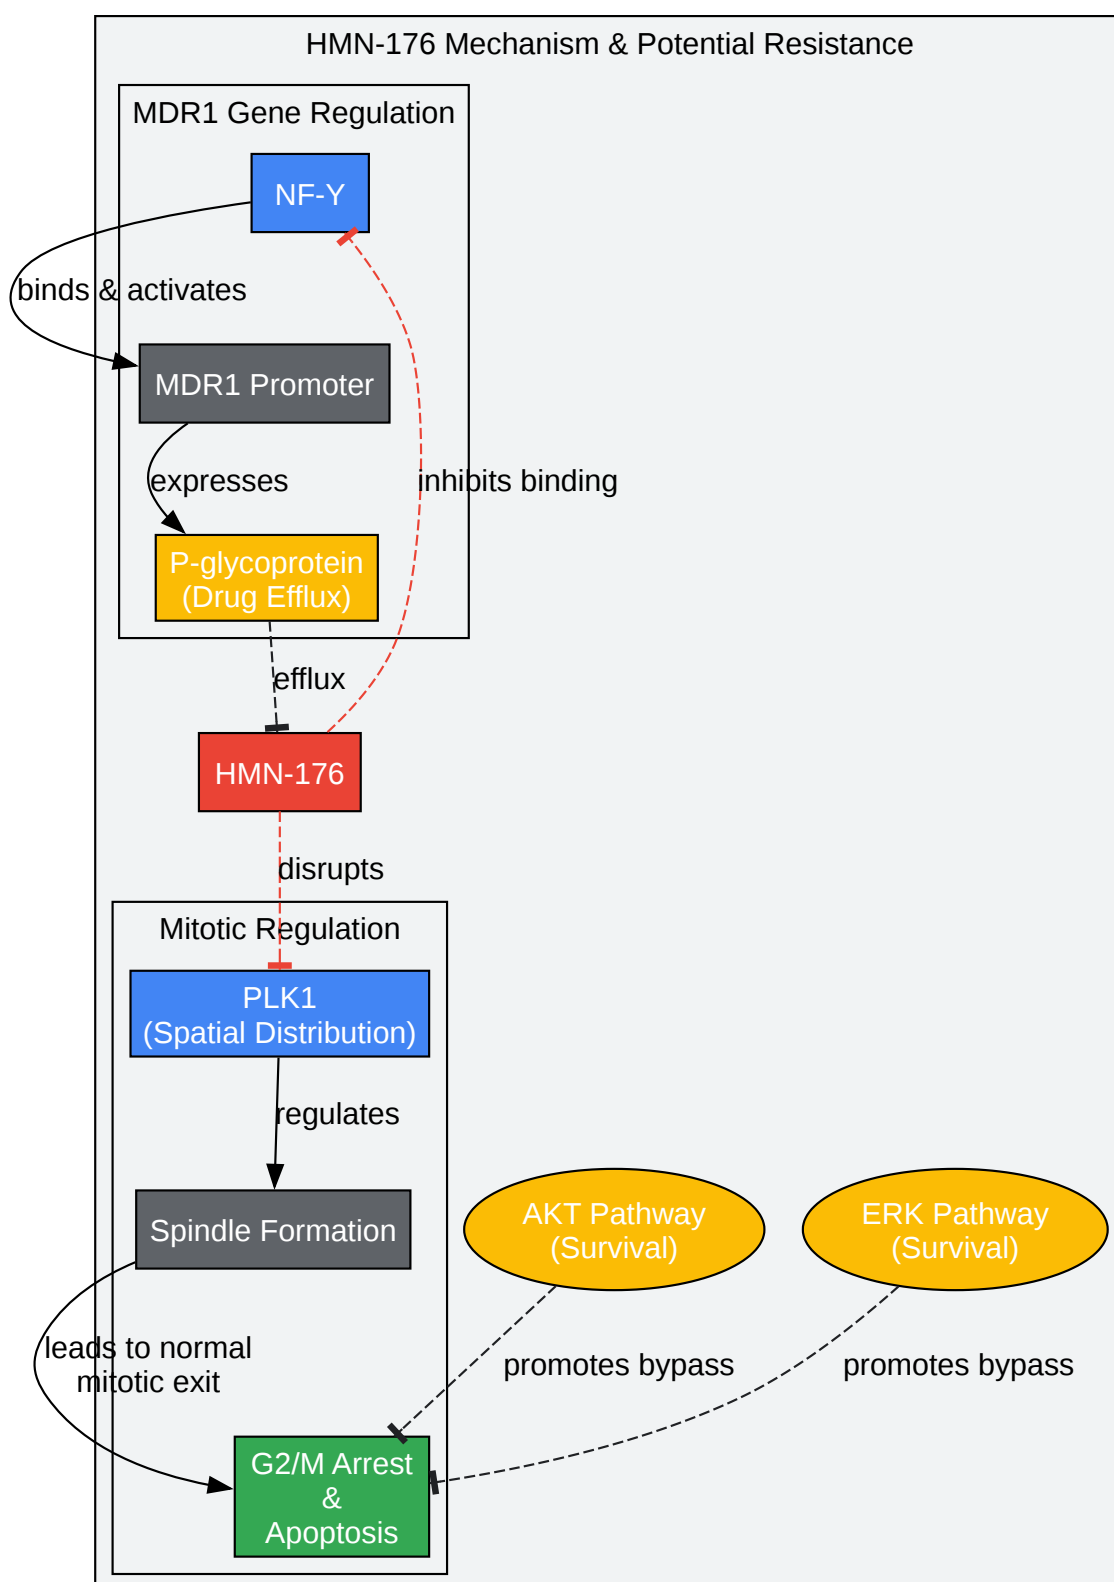 HMN-176 Mechanism & Potential Resistance
MDR1 Gene Regulation
NF-Y
binds & activates
MDR1 Promoter
expresses
inhibits binding
P-glycoprotein
(Drug Efflux)
efflux
HMN-176
disrupts
Mitotic Regulation
PLK1
(Spatial Distribution)
regulates
Spindle Formation
AKT Pathway
(Survival)
ERK Pathway
(Survival)
leads to normal
mitotic exit
promotes bypass
promotes bypass
G2/M Arrest
&
Apoptosis